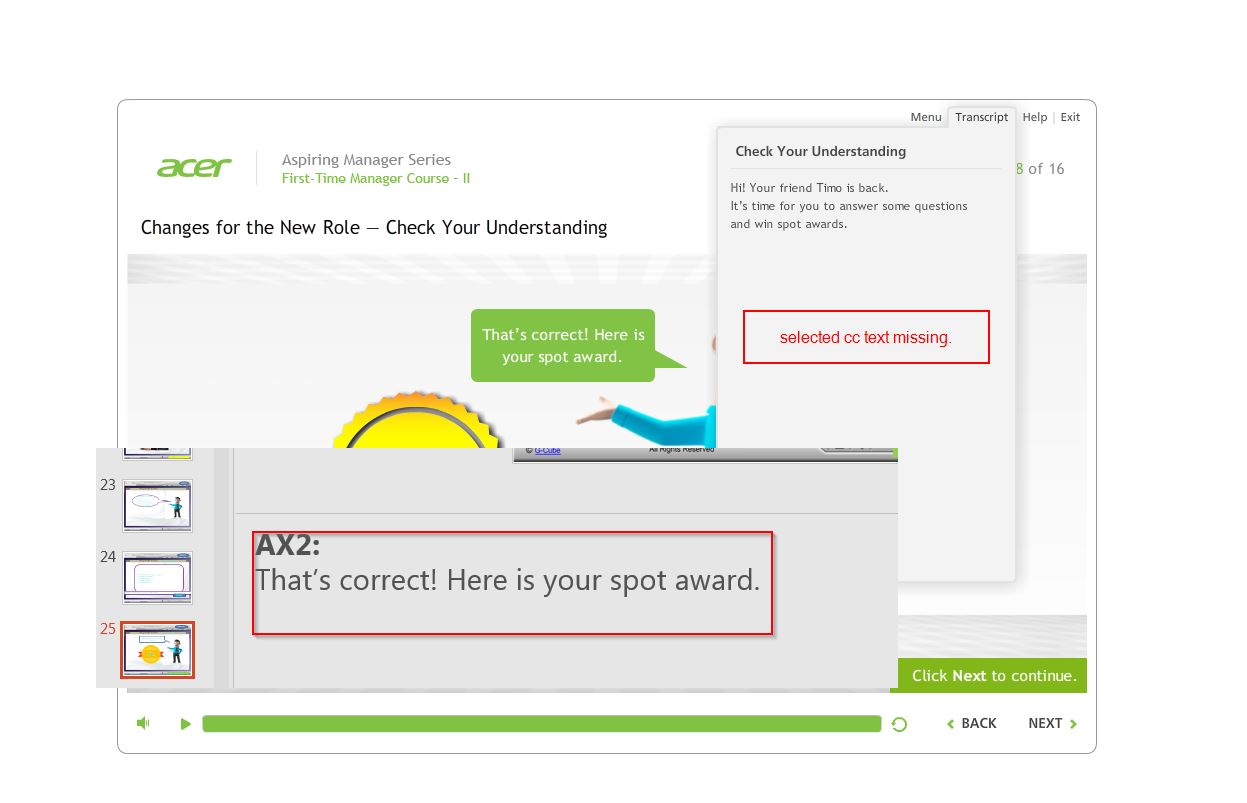 Menu Transcript Help | Exit
acer
Aspiring Manager Series
First-Time Manager Course - II
8 of 16
Changes for the New Role — Check Your Understanding
Check Your Understanding
Hi! Your friend Timo is back.
It’s time for you to answer some questions
and win spot awards.
selected cc text missing.
That’s correct! Here is
your spot award.
© G-Cube
All Rights Reserved
23
24
25
AX2:
That’s correct! Here is your spot award.
Click Next to continue.
BACK
NEXT